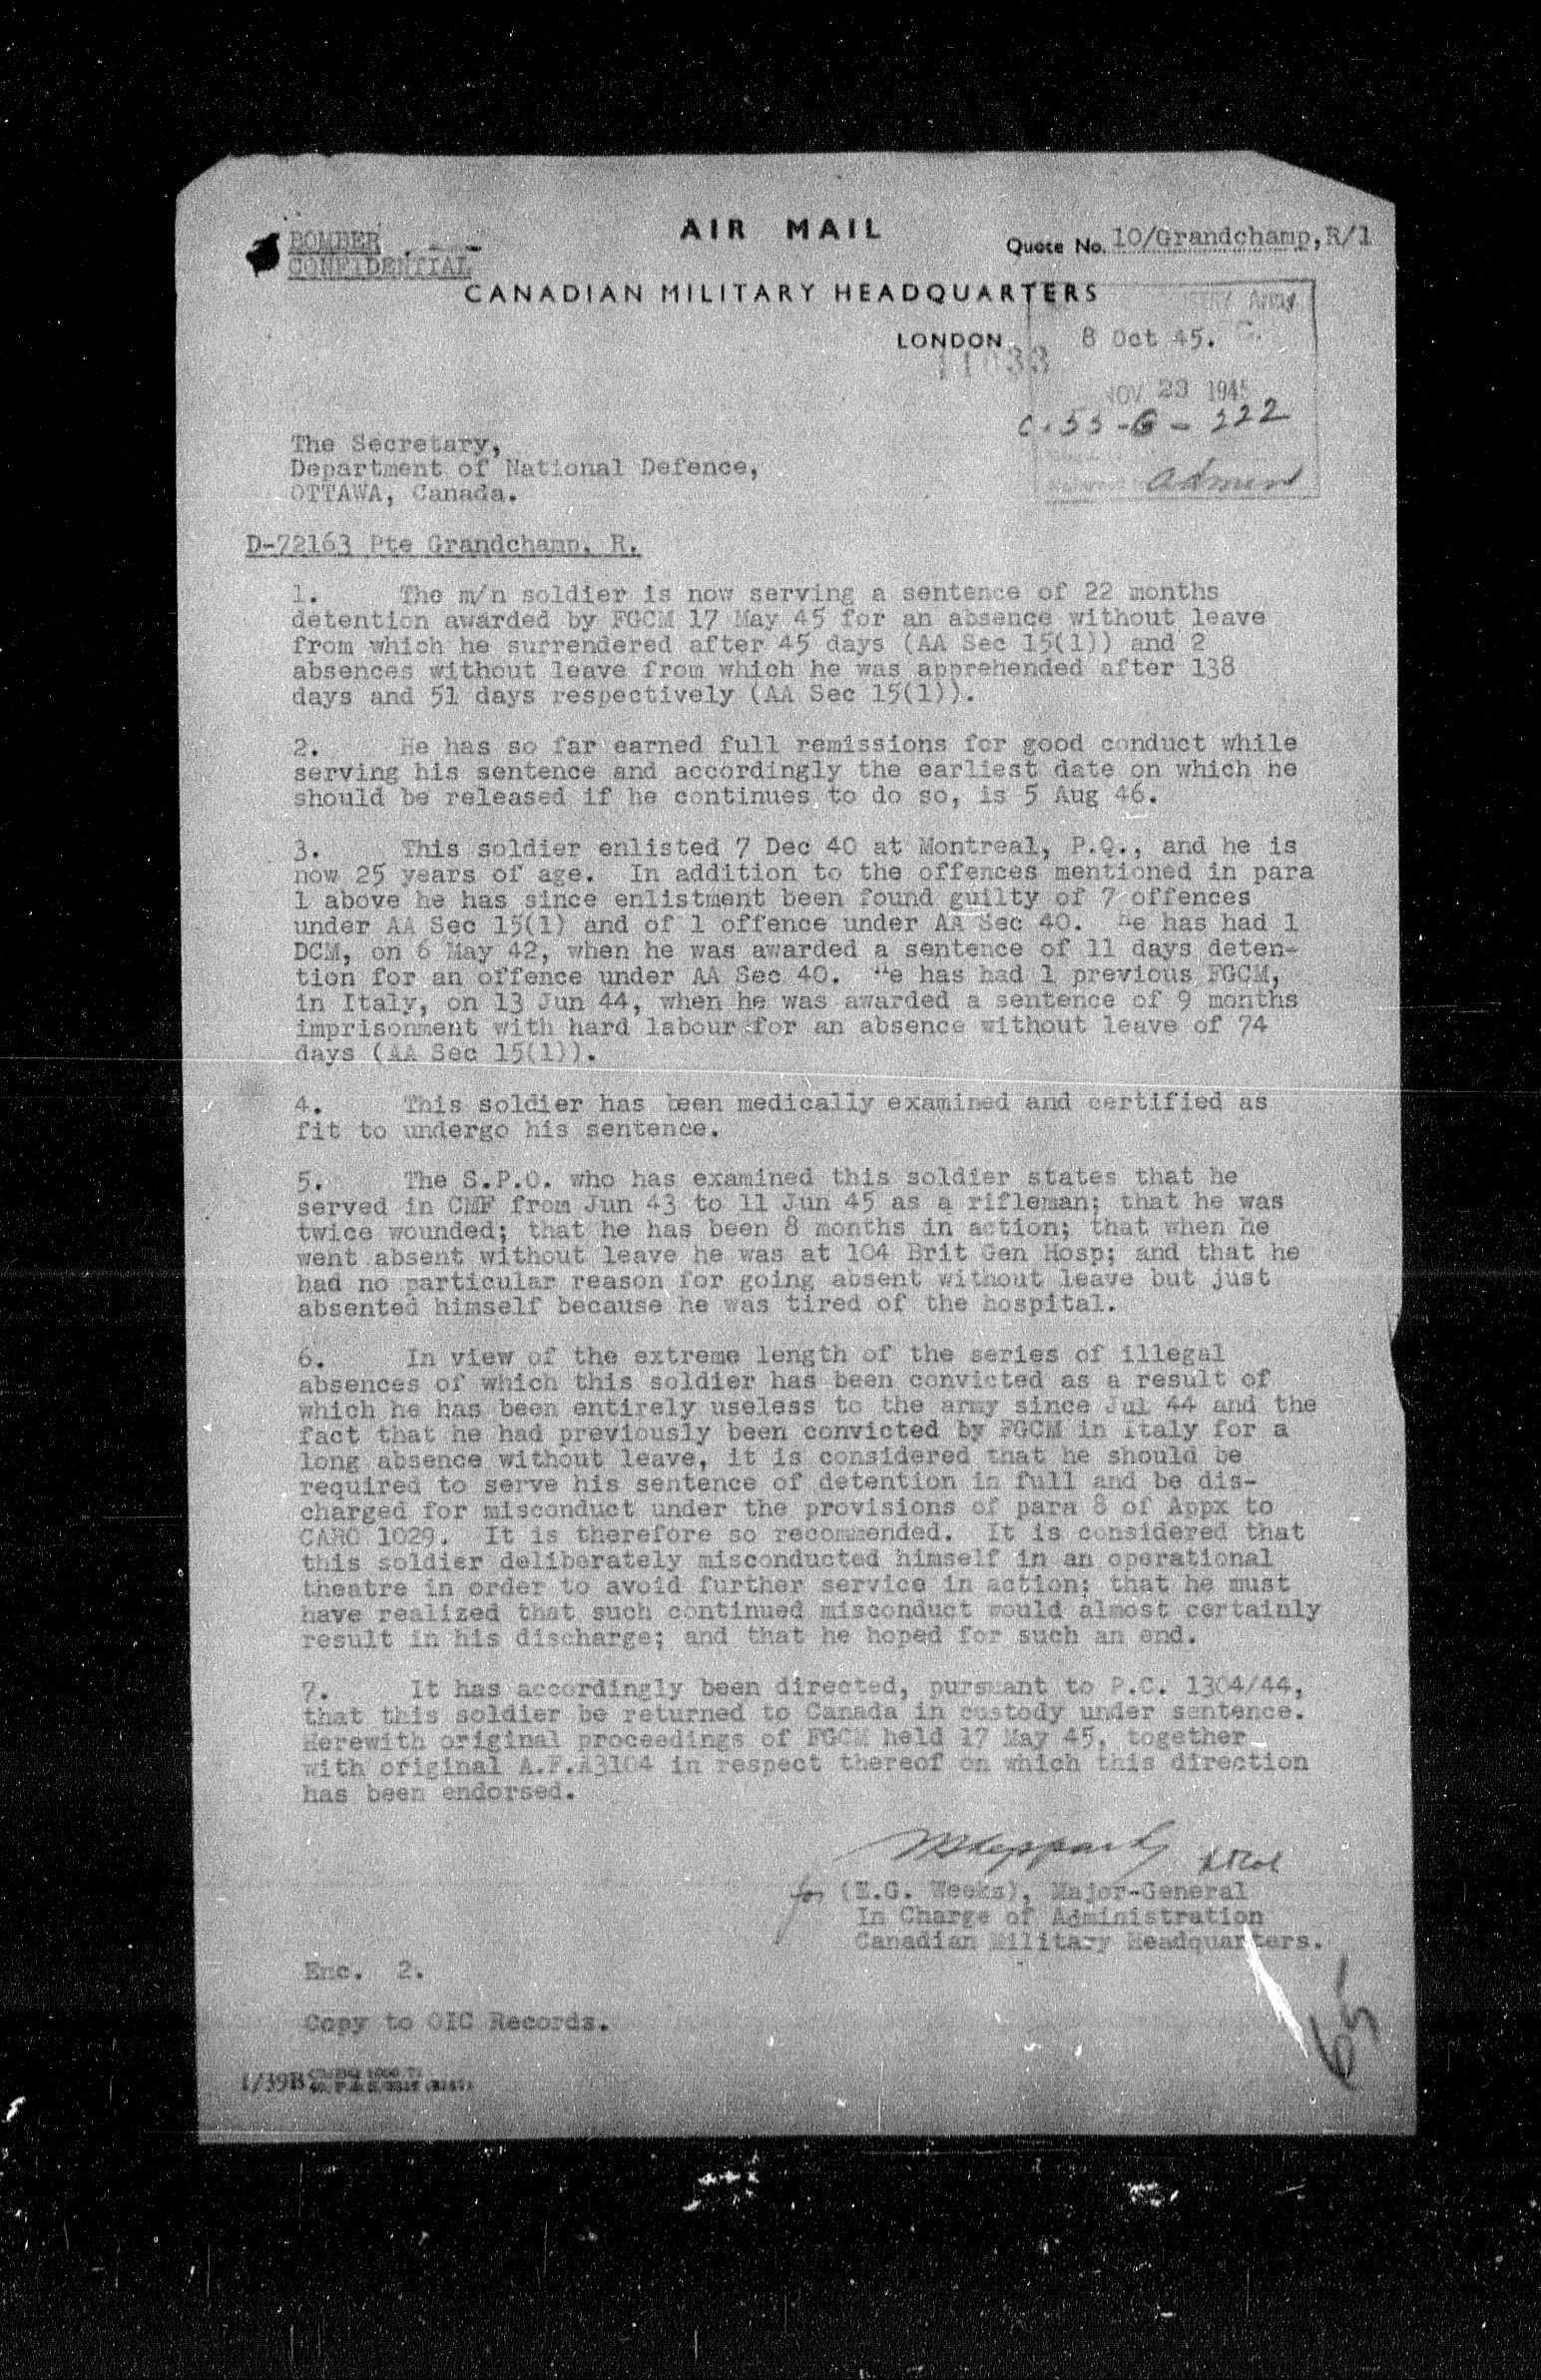 AIR MAIL
BOMBER
CONFIDENTIAL
Quote No. 10/Grandchamp,R/1
CANADIAN MILITARY HEADQUARTERS
Army
LONDON 8 Oct 45.
11033
NOV 23 1945
C.53-G-222
Admin
The Secretary,
Department of National Defence,
OTTAWA, Canada.
D-72163 Pte Grandchamp, R.
1. The m/n soldier is now serving a sentence of 22 months
detention awarded by FGCM 17 May 45 for an absence without leave
from which he surrendered after 45 days (AA Sec 15(1)) and 2
absences without leave from which he was apprehended after 138
days and 51 days respectively (AA Sec 15(1)).
2. He has so far earned full remissions for good conduct while
serving his sentence and accordingly the earliest date on which he
should be released if he continues to do so, is 5 Aug 46.
3. This soldier enlisted 7 Dec 40 at Montreal, P.Q., and he is
now 25 years of age. In addition to the offences mentioned in para
1 above he has since enlistment been found guilty of 7 offences
under AA Sec 15(1) and of 1 offence under AA Sec 40. He has had 1
DCM, on 6 May 42, when he was awarded a sentence of 11 days deten-
tion for an offence under AA Sec 40. He has had 1 previous FGCM,
in Italy, on 13 Jun 44, when he was awarded a sentence of 9 months
imprisonment with hard labour for an absence without leave of 74
days (AA Sec 15(1)).
4. This soldier has been medically examined and certified as
fit to undergo his sentence.
5. The S.P.O. who has examined this soldier states that he
served in CMF from Jun 43 to 11 Jun 45 as a rifleman; that he was
twice wounded; that he has been 8 months in action; that when he
went absent without leave he was at 104 Brit Gen Hosp; and that he
had no particular reason for going absent without leave but just
absented himself because he was tired of the hospital.
6. In view of the extreme length of the series of illegal
absences of which this soldier has been convicted as a result of
which he has been entirely useless to the army since Jul 44 and the
fact that he had previously been convicted by FGCM in Italy for a
long absence without leave, it is considered that he should be
required to serve his sentence of detention in full and be dis-
charged for misconduct under the provisions of para 8 of Appx to
CARO 1029. It is therefore so recommended. It is considered that
this soldier deliberately misconducted himself in an operational
theatre in order to avoid further service in action; that he must
have realized that such continued misconduct would almost certainly
result in his discharge; and that he hoped for such an end.
7. It has accordingly been directed, pursuant to P.C. 1304/44,
that this soldier be returned to Canada in custody under sentence.
Herewith original proceedings of FGCM held 17 May 45, together
with original A.F.A3104 in respect thereof on which this direction
has been endorsed.
for (E.G. Weeks), Major-General
In Charge of Administration
Canadian Military Headquarters.
Enc. 2.
Copy to OIC Records.
65
1/39B